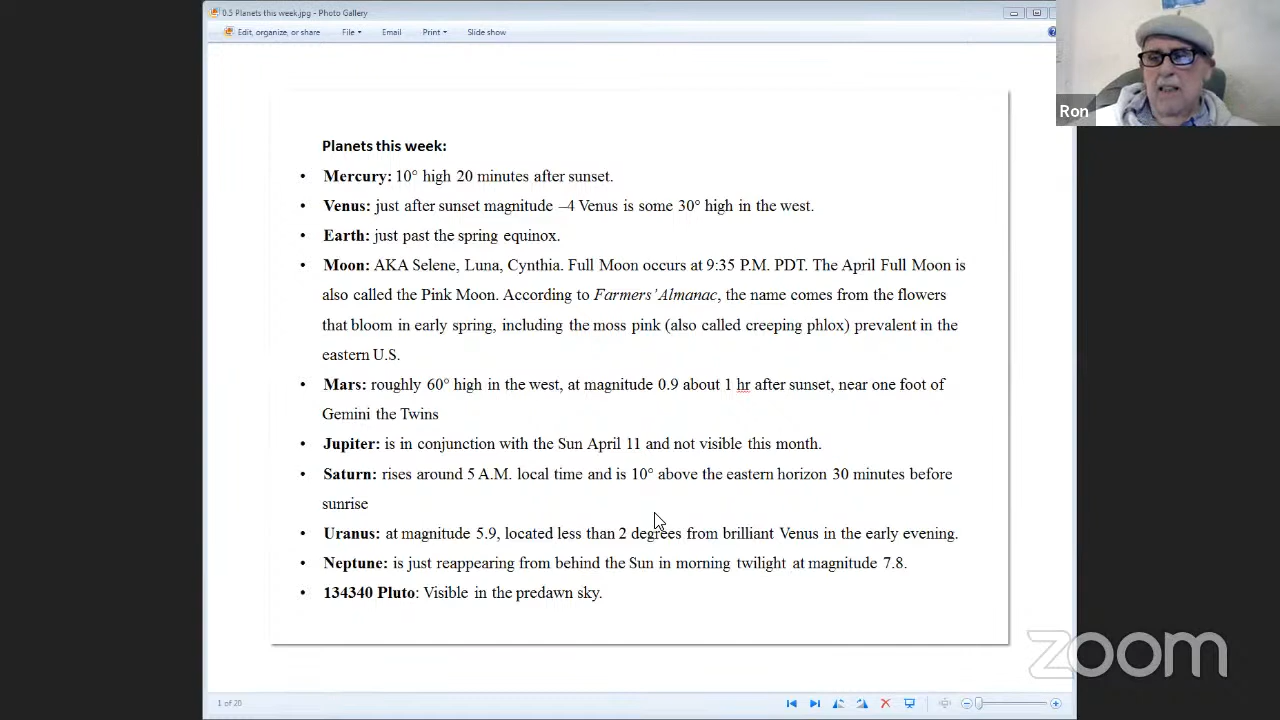 0.5 Planets this week.jpg - Photo Gallery
Edit, organize, or share File Email Print Slide show
Ron
Planets this week:
• Mercury: 10° high 20 minutes after sunset.
• Venus: just after sunset magnitude –4 Venus is some 30° high in the west.
• Earth: just past the spring equinox.
• Moon: AKA Selene, Luna, Cynthia. Full Moon occurs at 9:35 P.M. PDT. The April Full Moon is
also called the Pink Moon. According to Farmers' Almanac, the name comes from the flowers
that bloom in early spring, including the moss pink (also called creeping phlox) prevalent in the
eastern U.S.
• Mars: roughly 60° high in the west, at magnitude 0.9 about 1 hr after sunset, near one foot of
Gemini the Twins
• Jupiter: is in conjunction with the Sun April 11 and not visible this month.
• Saturn: rises around 5 A.M. local time and is 10° above the eastern horizon 30 minutes before
sunrise
• Uranus: at magnitude 5.9, located less than 2 degrees from brilliant Venus in the early evening.
• Neptune: is just reappearing from behind the Sun in morning twilight at magnitude 7.8.
• 134340 Pluto: Visible in the predawn sky.
zoom
1 of 20